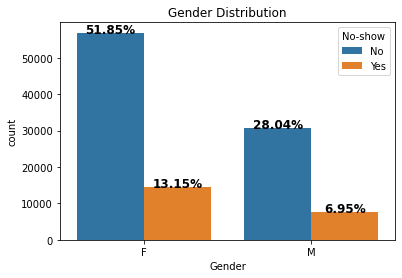 Gender Distribution
51.85%
13.15%
28.04%
6.95%
No-show
No
Yes
count
50000
40000
30000
20000
10000
0
F
M
Gender